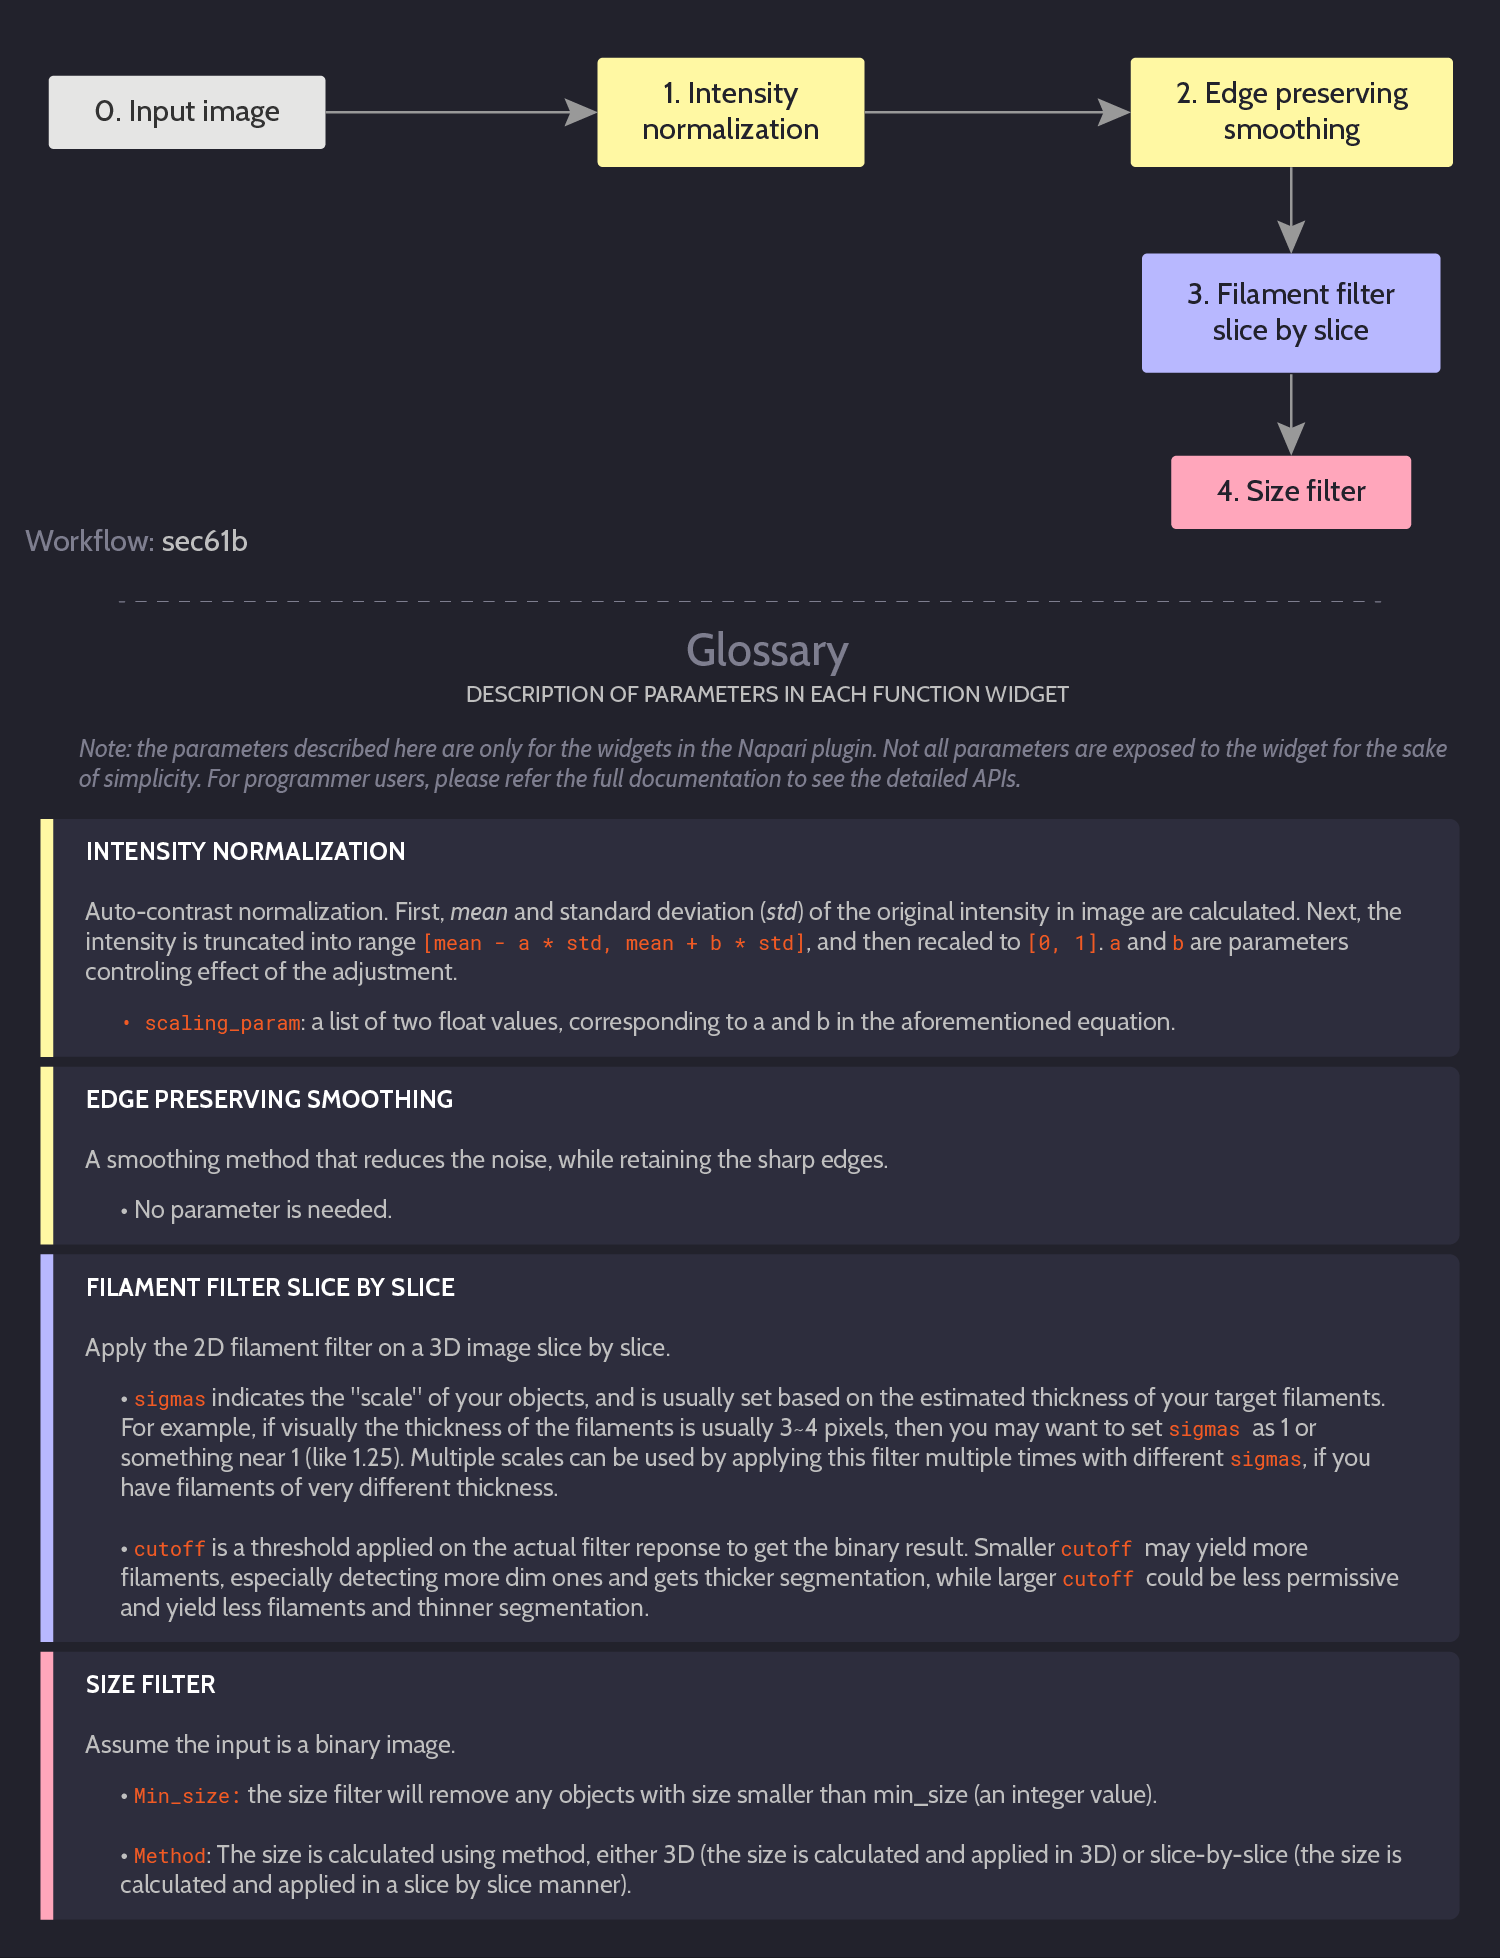 0. Input image
1. Intensity
normalization
2. Edge preserving
smoothing
3. Filament filter
slice by slice
4. Size filter
Workflow: sec61b
Glossary
DESCRIPTION OF PARAMETERS IN EACH FUNCTION WIDGET
Note: the parameters described here are only for the widgets in the Napari plugin. Not all parameters are exposed to the widget for the sake
of simplicity. For programmer users, please refer the full documentation to see the detailed APIs.
INTENSITY NORMALIZATION
Auto-contrast normalization. First, mean and standard deviation (std) of the original intensity in image are calculated. Next, the
intensity is truncated into range [mean - a * std, mean + b * std], and then recaled to [0, 1]. a and b are parameters
controling effect of the adjustment.
• scaling_param: a list of two float values, corresponding to a and b in the aforementioned equation.
EDGE PRESERVING SMOOTHING
A smoothing method that reduces the noise, while retaining the sharp edges.
• No parameter is needed.
FILAMENT FILTER SLICE BY SLICE
Apply the 2D filament filter on a 3D image slice by slice.
• sigmas indicates the "scale" of your objects, and is usually set based on the estimated thickness of your target filaments.
For example, if visually the thickness of the filaments is usually 3~4 pixels, then you may want to set sigmas as 1 or
something near 1 (like 1.25). Multiple scales can be used by applying this filter multiple times with different sigmas, if you
have filaments of very different thickness.
• cutoff is a threshold applied on the actual filter reponse to get the binary result. Smaller cutoff may yield more
filaments, especially detecting more dim ones and gets thicker segmentation, while larger cutoff could be less permissive
and yield less filaments and thinner segmentation.
SIZE FILTER
Assume the input is a binary image.
• Min_size: the size filter will remove any objects with size smaller than min_size (an integer value).
• Method: The size is calculated using method, either 3D (the size is calculated and applied in 3D) or slice-by-slice (the size is
calculated and applied in a slice by slice manner).